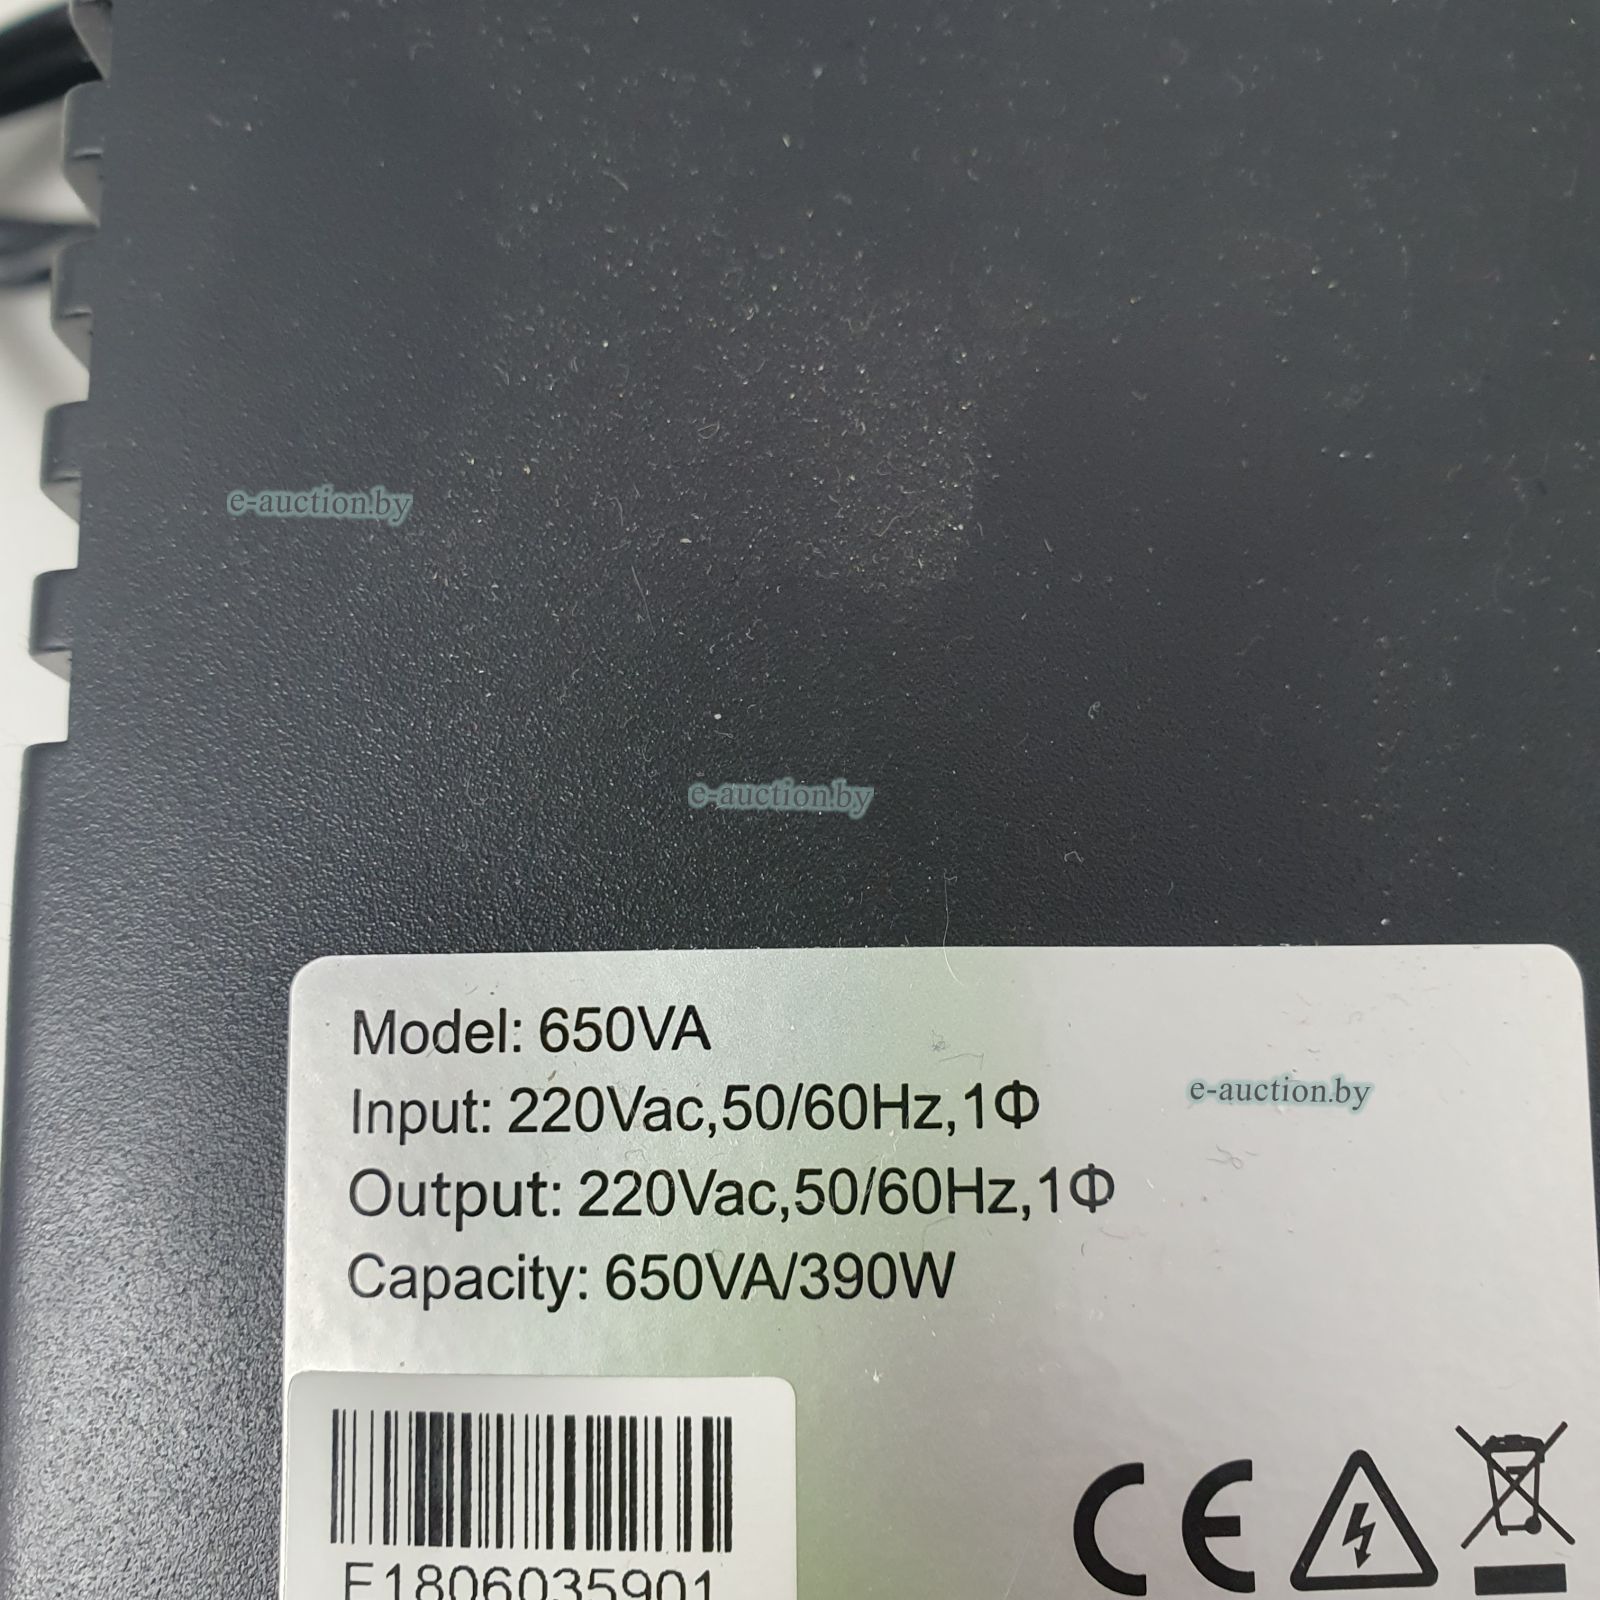 e-auction.by
e-auction.by
Model: 650VA
Input: 220Vac,50/60Hz,1Φ
e-auction.by
Output: 220Vac,50/60Hz,1Φ
Capacity: 650VA/390W
CE
E1806035901